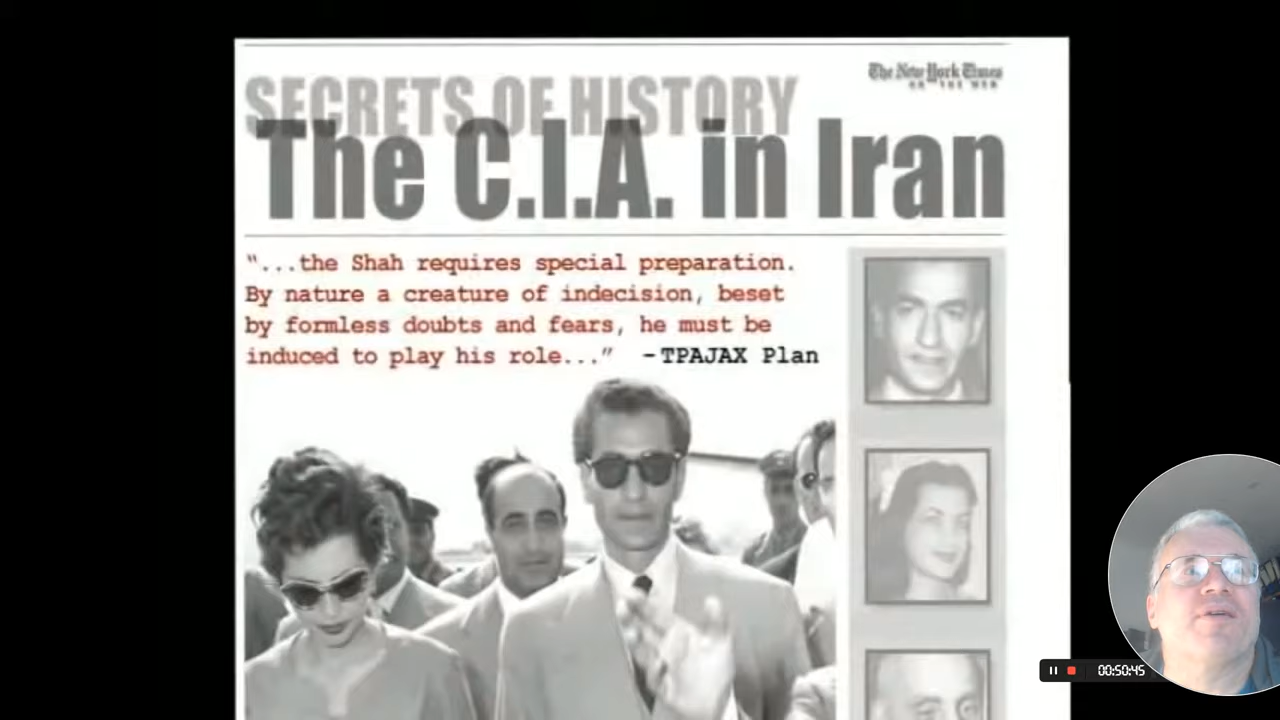 SECRETS OF HISTORY
The New York Times
ON THE WEB
The C.I.A. in Iran
"...the Shah requires special preparation.
By nature a creature of indecision, beset
by formless doubts and fears, he must be
induced to play his role..." -TPAJAX Plan
00:50:45